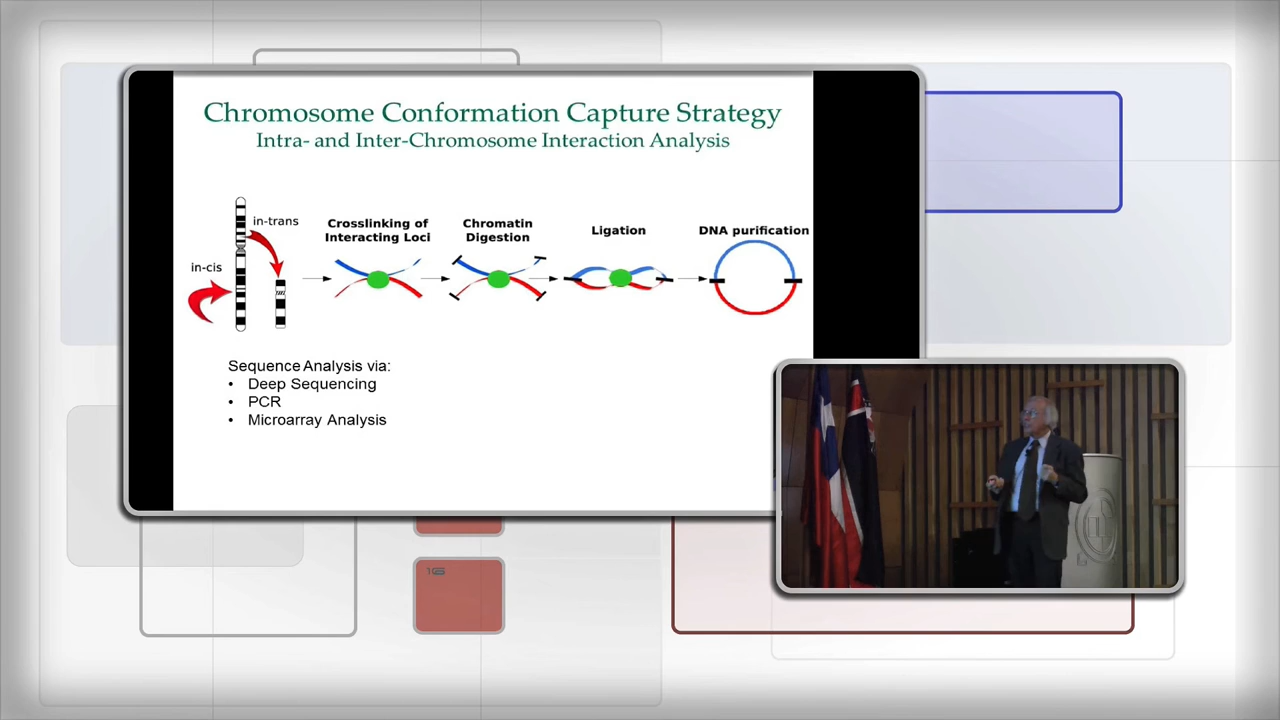 Chromosome Conformation Capture Strategy
Intra- and Inter-Chromosome Interaction Analysis
in-trans
in-cis
Crosslinking of
Interacting Loci
Chromatin
Digestion
Ligation
DNA purification
Sequence Analysis via:
• Deep Sequencing
• PCR
• Microarray Analysis